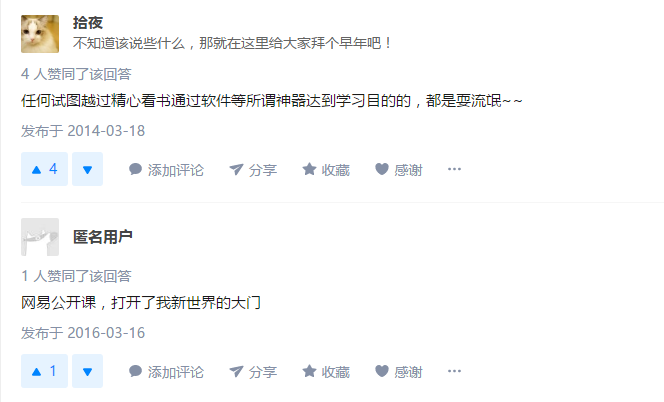 拾夜
不知道该说些什么，那就在这里给大家拜个早年吧！
4 人赞同了该回答
任何试图越过精心看书通过软件等所谓神器达到学习目的的，都是耍流氓~~
发布于 2014-03-18
4 添加评论 分享 收藏 感谢 ···
匿名用户
1 人赞同了该回答
网易公开课，打开了我新世界的大门
发布于 2016-03-16
1 添加评论 分享 收藏 感谢 ···